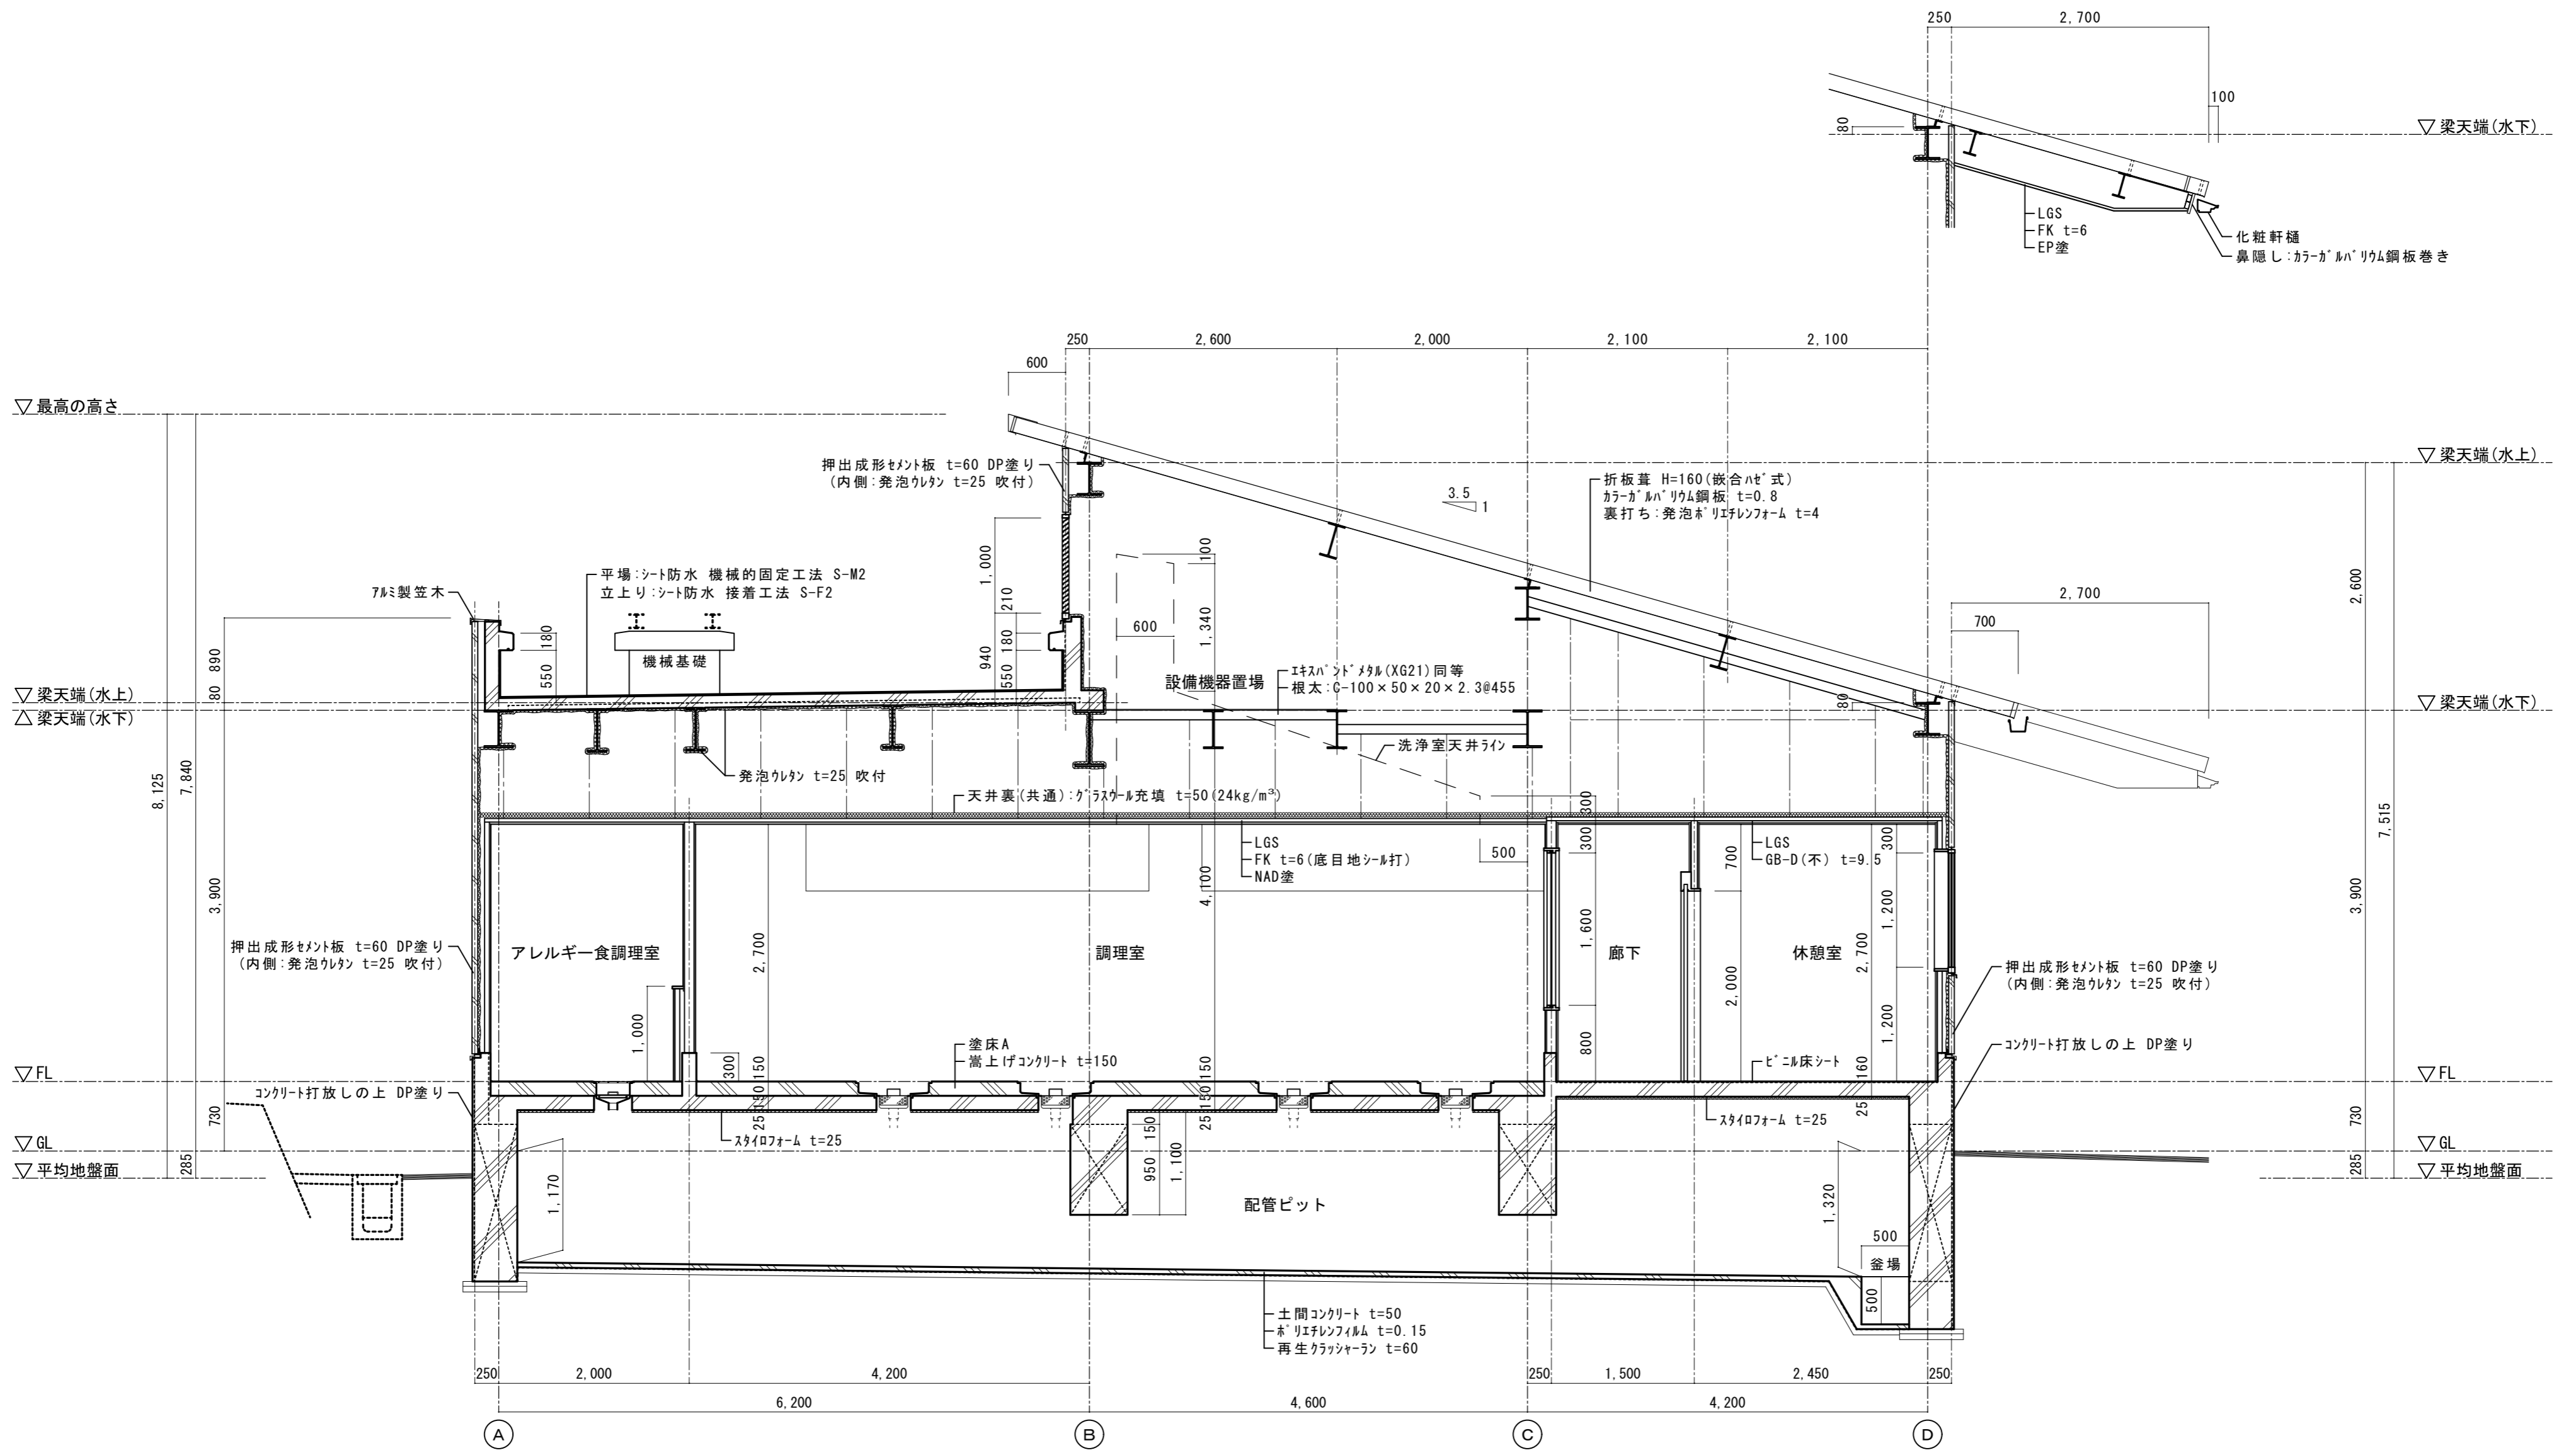 250
2,700
100
80
▽梁天端(水下)
▽梁天端(水下)
LGS
FK t=6
EP塗
化粧軒樋
鼻隠し:カラーガルバリウム鋼板巻き
250
2,600
2,000
2,100
2,100
600
▽最高の高さ
▽梁天端(水上)
▽梁天端(水上)
押出成形セメント板 t=60 DP塗り
(内側:発泡ウレタン t=25 吹付)
3.5
1
折板葺 H=160(嵌合ハゼ式)
カラーガルバリウム鋼板 t=0.8
裏打ち:発泡ポリエチレンフォーム t=4
平場:シート防水 機械的固定工法 S-M2
立上り:シート防水 接着工法 S-F2
アルミ製笠木
1,000
210
940
180
550
180
550
機械基礎
100
1,340
600
2,600
2,700
700
890
80
設備機器置場
エキスパンドメタル(XG21)同等
根太:C-100×50×20×2.3@455
80
▽梁天端(水上)
△梁天端(水下)
▽梁天端(水下)
洗浄室天井ライン
発泡ウレタン t=25 吹付
天井裏(共通):グラスウール充填 t=50(24kg/m³)
8,125
7,840
3,900
7,515
3,900
300
300
LGS
FK t=6(底目地シール打)
NAD塗
500
4,100
700
LGS
GB-D(不) t=9.5
300
1,200
押出成形セメント板 t=60 DP塗り
(内側:発泡ウレタン t=25 吹付)
アレルギー食調理室
2,700
調理室
1,600
廊下
2,000
休憩室
2,700
押出成形セメント板 t=60 DP塗り
(内側:発泡ウレタン t=25 吹付)
1,000
300
塗床A
嵩上げコンクリート t=150
800
1,200
ビニル床シート
コンクリート打放しの上 DP塗り
▽FL
▽FL
コンクリート打放しの上 DP塗り
150
150
25
150
150
25
160
25
スタイロフォーム t=25
スタイロフォーム t=25
730
730
▽GL
▽GL
285
285
▽平均地盤面
▽平均地盤面
1,170
150
950
1,100
配管ピット
1,320
500
釜場
500
土間コンクリート t=50
ポリエチレンフィルム t=0.15
再生クラッシャーラン t=60
250
2,000
4,200
250
1,500
2,450
250
6,200
4,600
4,200
A
B
C
D